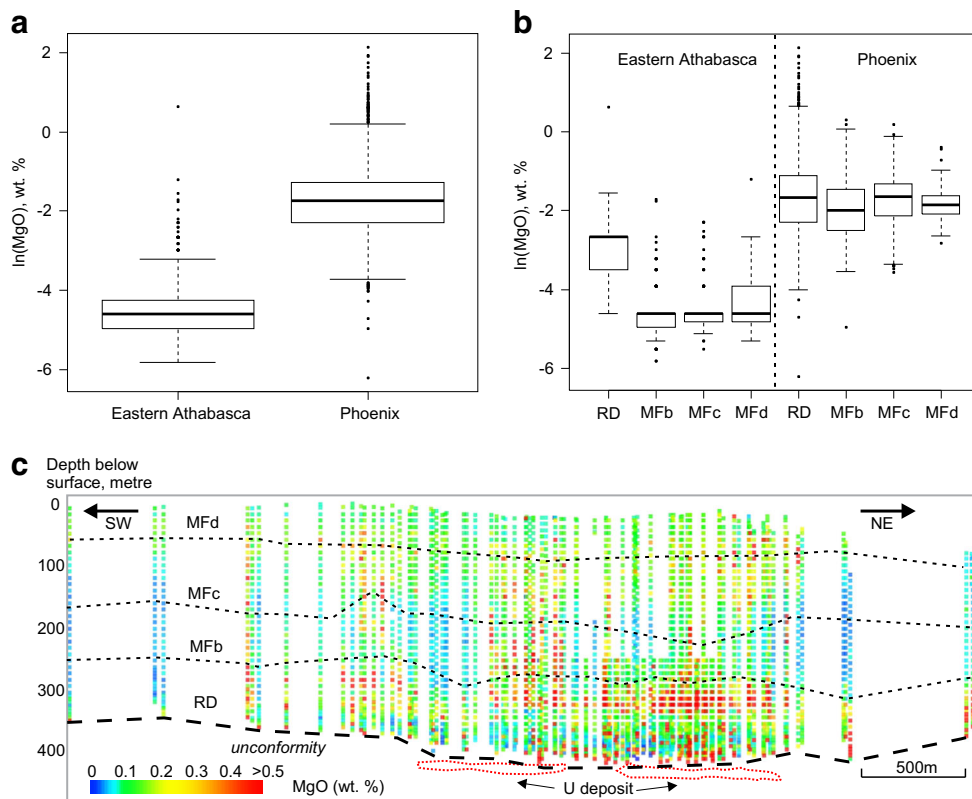 a
ln(MgO), wt. %
2
0
-2
-4
-6
Eastern Athabasca
Phoenix
b
ln(MgO), wt. %
2
0
-2
-4
-6
Eastern Athabasca
Phoenix
RD
MFb
MFc
MFd
RD
MFb
MFc
MFd
c
Depth below
surface, metre
0
100
200
300
400
SW
NE
MFd
MFc
MFb
RD
unconformity
0 0.1 0.2 0.3 0.4 >0.5
MgO (wt. %)
U deposit
500m